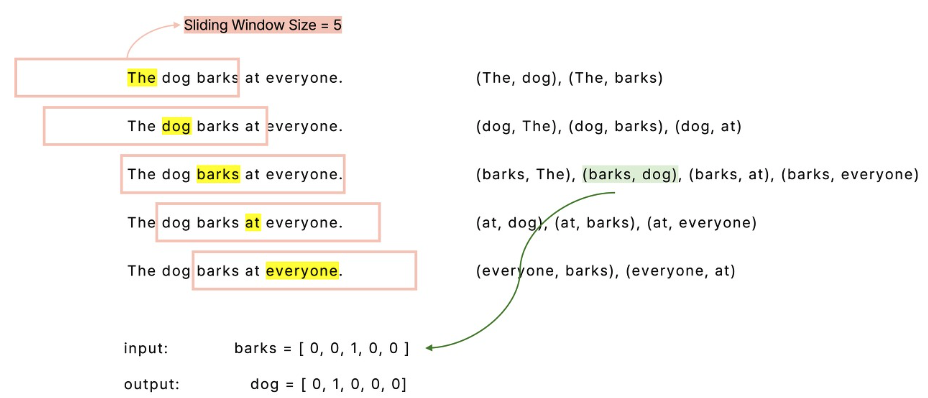 Sliding Window Size = 5
The dog barks at everyone. (The, dog), (The, barks)
The dog barks at everyone. (dog, The), (dog, barks), (dog, at)
The dog barks at everyone. (barks, The), (barks, dog), (barks, at), (barks, everyone)
The dog barks at everyone. (at, dog), (at, barks), (at, everyone)
The dog barks at everyone. (everyone, barks), (everyone, at)
input: barks = [ 0, 0, 1, 0, 0 ]
output: dog = [ 0, 1, 0, 0, 0]